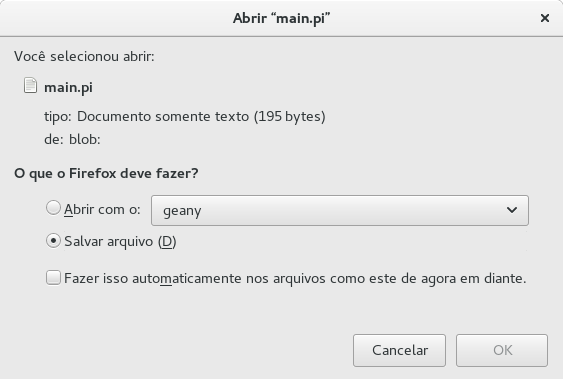 Abrir “main.pi”
Você selecionou abrir:
main.pi
tipo: Documento somente texto (195 bytes)
de: blob:
O que o Firefox deve fazer?
Abrir com o: geany
Salvar arquivo (D)
Fazer isso automaticamente nos arquivos como este de agora em diante.
Cancelar OK